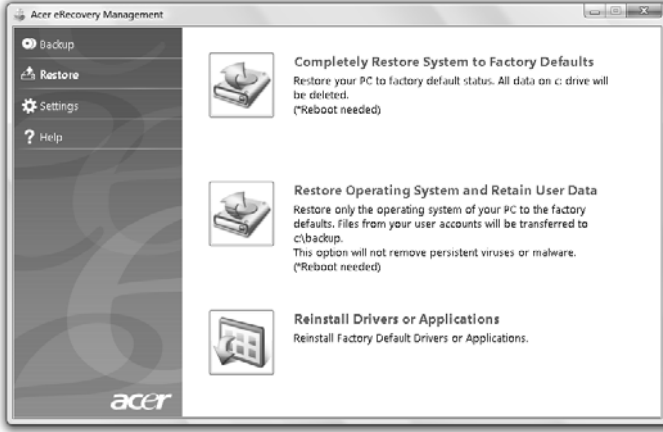 Acer eRecovery Management
Backup
Restore
Settings
Help
Completely Restore System to Factory Defaults
Restore your PC to factory default status. All data on c: drive will
be deleted.
(*Reboot needed)
Restore Operating System and Retain User Data
Restore only the operating system of your PC to the factory
defaults. Files from your user accounts will be transferred to
c:\backup.
This option will not remove persistent viruses or malware.
(*Reboot needed)
Reinstall Drivers or Applications
Reinstall Factory Default Drivers or Applications.
acer